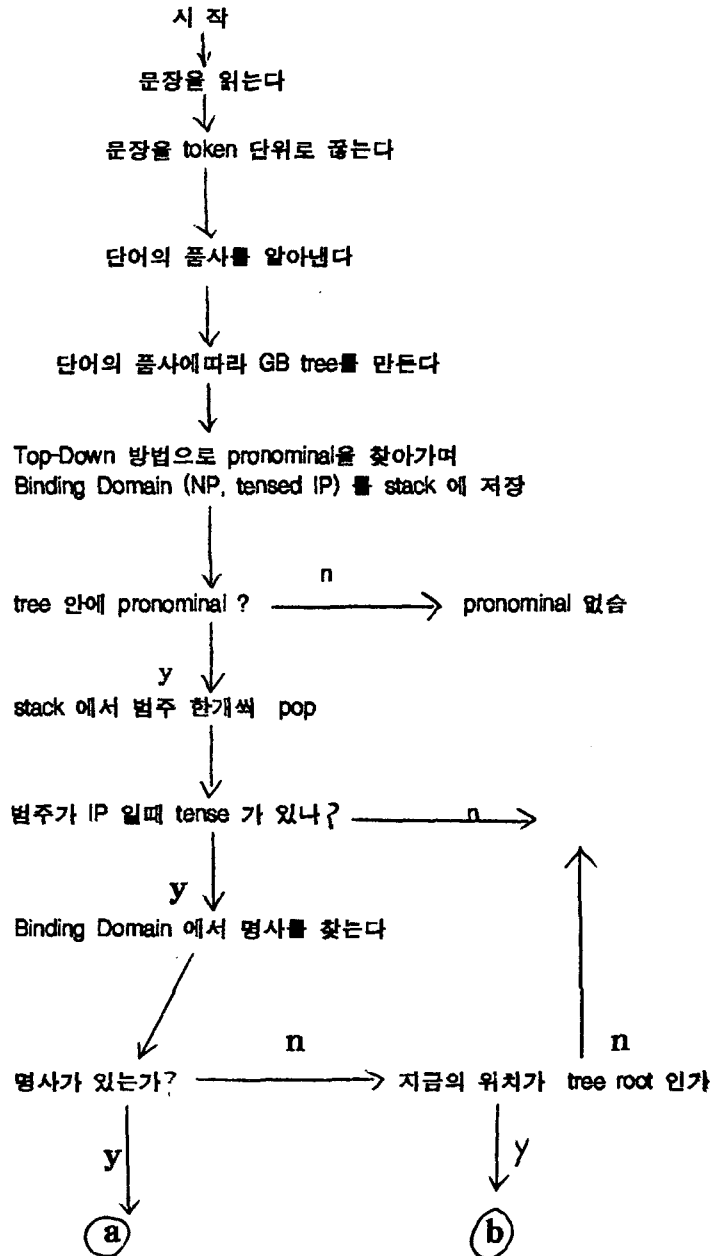 시 작
문장을 읽는다
문장을 token 단위로 끊는다
단어의 품사를 알아낸다
단어의 품사에따라 GB tree를 만든다
Top-Down 방법으로 pronominal을 찾아가며
Binding Domain (NP, tensed IP) 를 stack 에 저장
n
tree 안에 pronominal ?
pronominal 없슴
y
stack 에서 범주 한개씩 pop
범주가 IP 일때 tense 가 있나?
n
y
Binding Domain 에서 명사를 찾는다
n
n
명사가 있는가?
지금의 위치가 tree root 인가
y
y
a
b